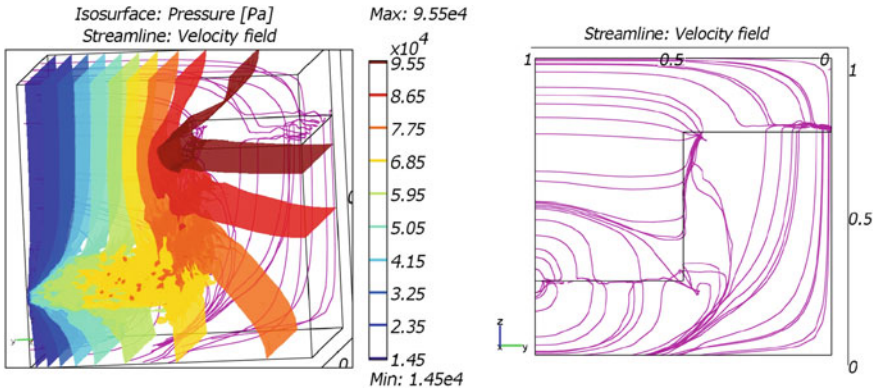 Isosurface: Pressure [Pa]
Streamline: Velocity field
Max: 9.55e4
x10^4
9.55
8.65
7.75
6.85
5.95
5.05
4.15
3.25
2.35
1.45
Min: 1.45e4
y
0
Streamline: Velocity field
1
0.5
0
1
0.5
0
z
x
y